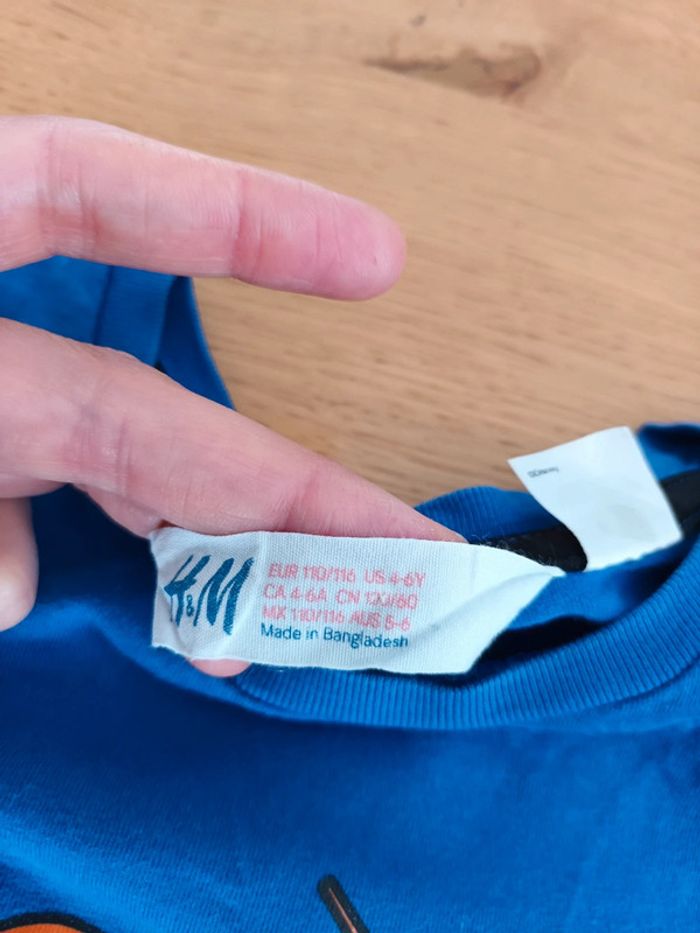 H&M
EUR 110/116 US 4-6Y
CA 4-6A CN 120/60
MX 110/116 AUS 5-6
Made in Bangladesh
©Disney